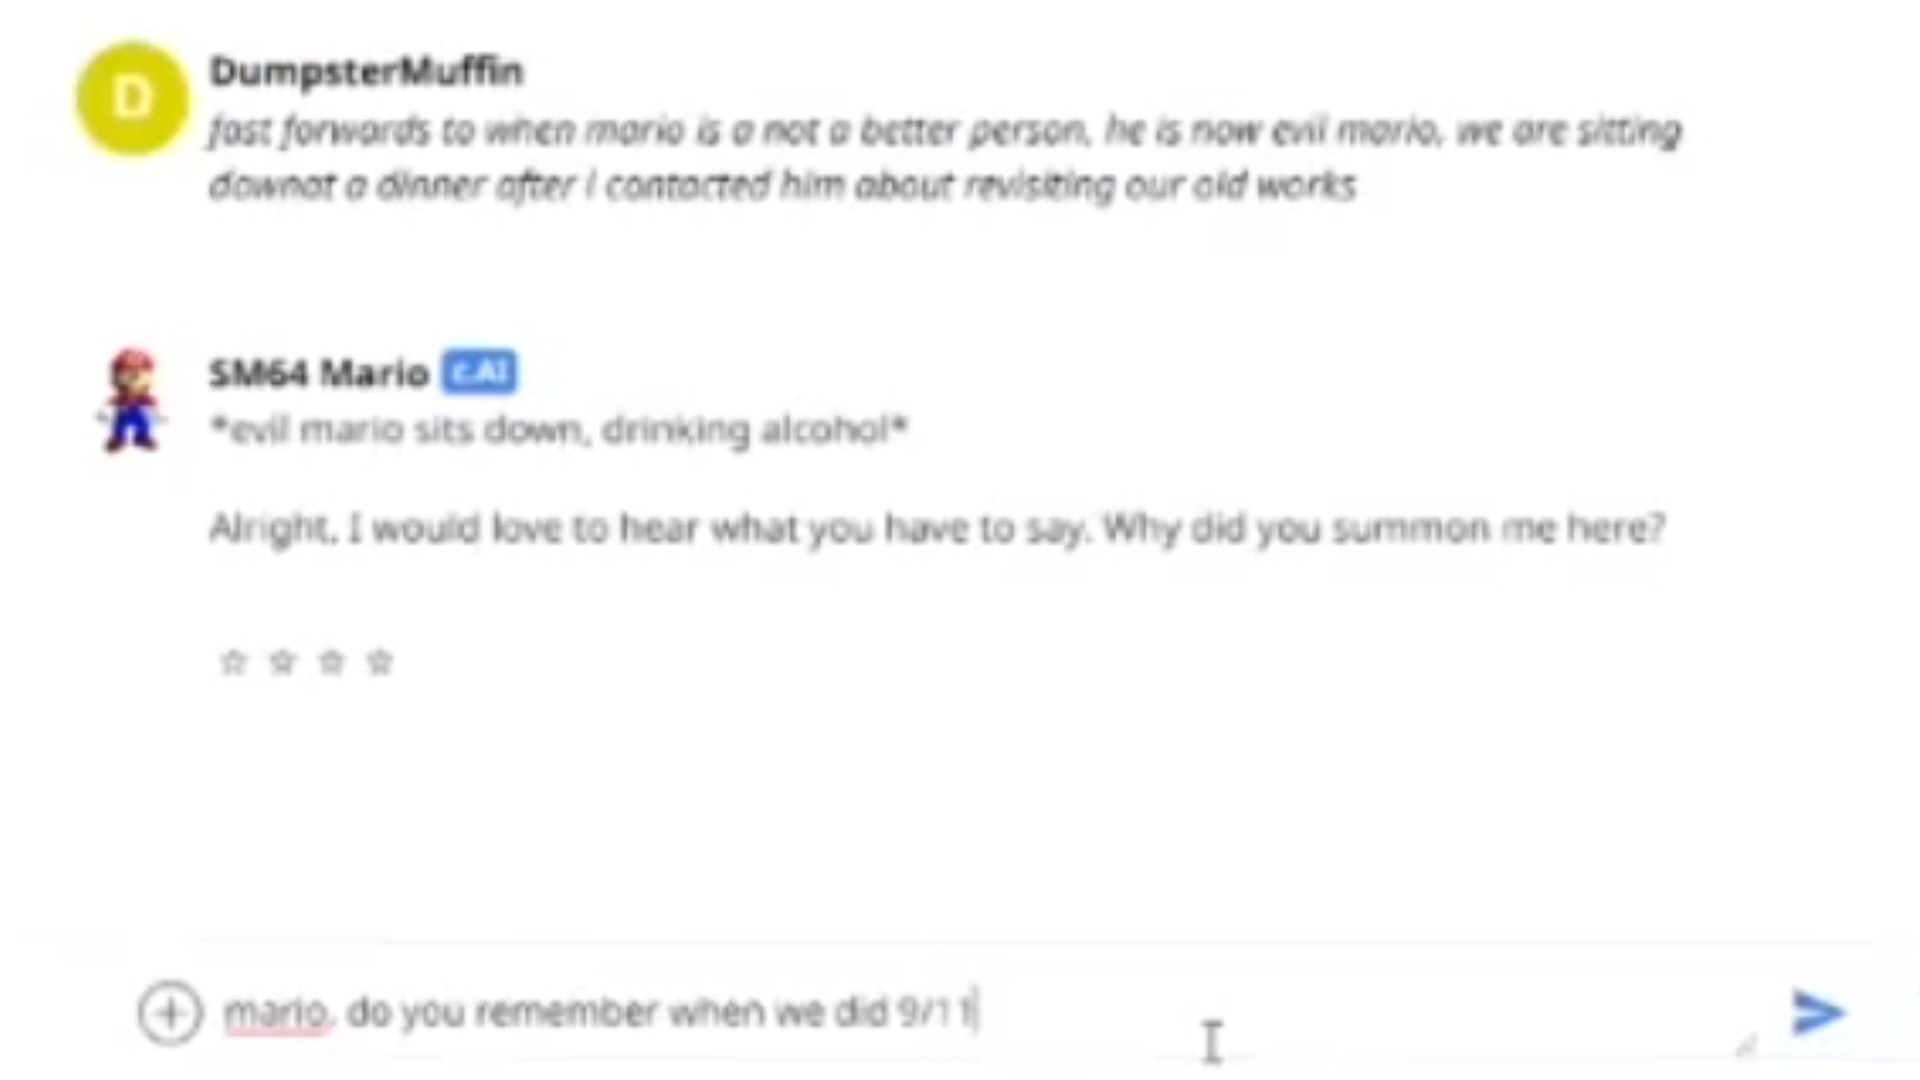 D
DumpsterMuffin
fast forwards to when mario is a not a better person, he is now evil mario, we are sitting
downat a dinner after i contacted him about revisiting our old works
SM64 Mario c.AI
*evil mario sits down, drinking alcohol*
Alright, I would love to hear what you have to say. Why did you summon me here?
mario, do you remember when we did 9/11